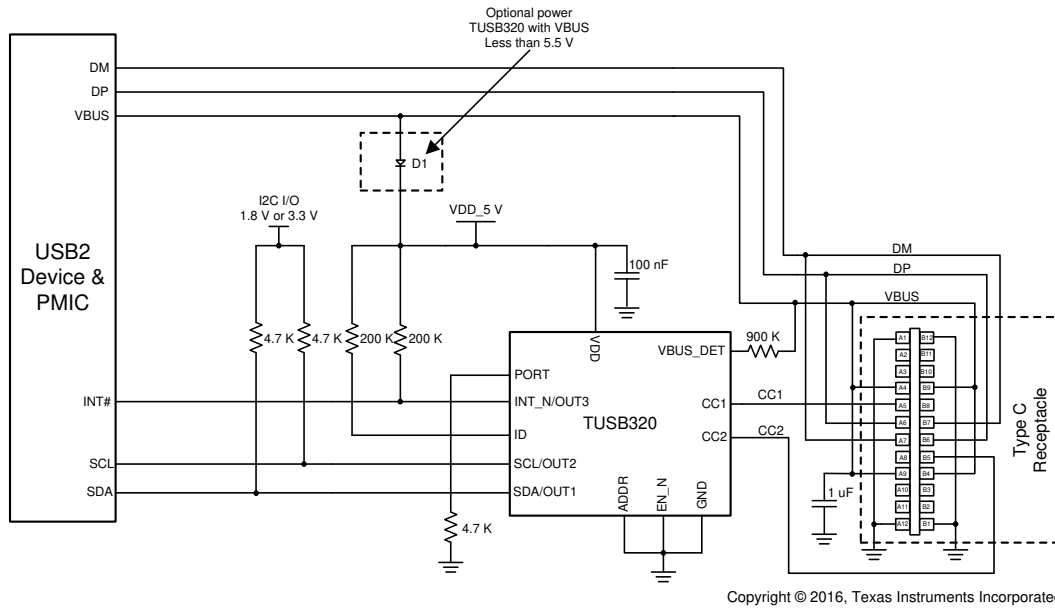 Optional power
TUSB320 with VBUS
Less than 5.5 V
DM
DP
VBUS
D1
I2C I/O
1.8 V or 3.3 V
VDD_5 V
USB2
Device &
PMIC
100 nF
DM
DP
VBUS
4.7 K
4.7 K
200 K
200 K
VDD
900 K
VBUS_DET
PORT
INT#
INT_N/OUT3
CC1
CC1
TUSB320
ID
CC2
CC2
SCL
SCL/OUT2
SDA
SDA/OUT1
ADDR
EN_N
GND
4.7 K
1 uF
Type C
Receptacle
A1
B12
A2
B11
A3
B10
A4
B9
A5
B8
A6
B7
A7
B6
A8
B5
A9
B4
A10
B3
A11
B2
A12
B1
Copyright © 2016, Texas Instruments Incorporated